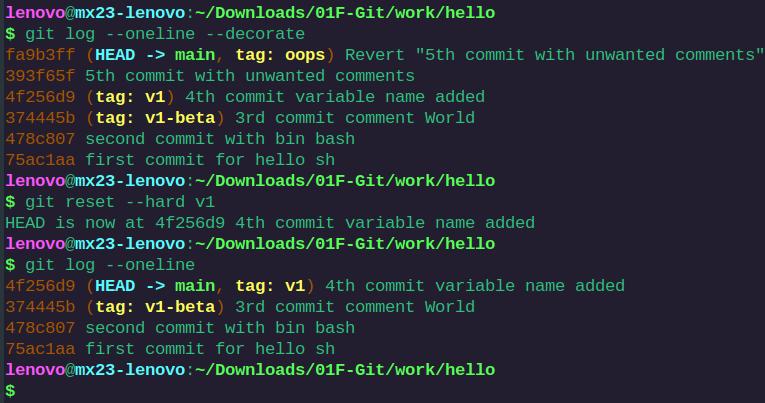 lenovo@mx23-lenovo:~/Downloads/01F-Git/work/hello
$ git log --oneline --decorate
fa9b3ff (HEAD -> main, tag: oops) Revert "5th commit with unwanted comments"
393f65f 5th commit with unwanted comments
4f256d9 (tag: v1) 4th commit variable name added
374445b (tag: v1-beta) 3rd commit comment World
478c807 second commit with bin bash
75ac1aa first commit for hello sh
lenovo@mx23-lenovo:~/Downloads/01F-Git/work/hello
$ git reset --hard v1
HEAD is now at 4f256d9 4th commit variable name added
lenovo@mx23-lenovo:~/Downloads/01F-Git/work/hello
$ git log --oneline
4f256d9 (HEAD -> main, tag: v1) 4th commit variable name added
374445b (tag: v1-beta) 3rd commit comment World
478c807 second commit with bin bash
75ac1aa first commit for hello sh
lenovo@mx23-lenovo:~/Downloads/01F-Git/work/hello
$